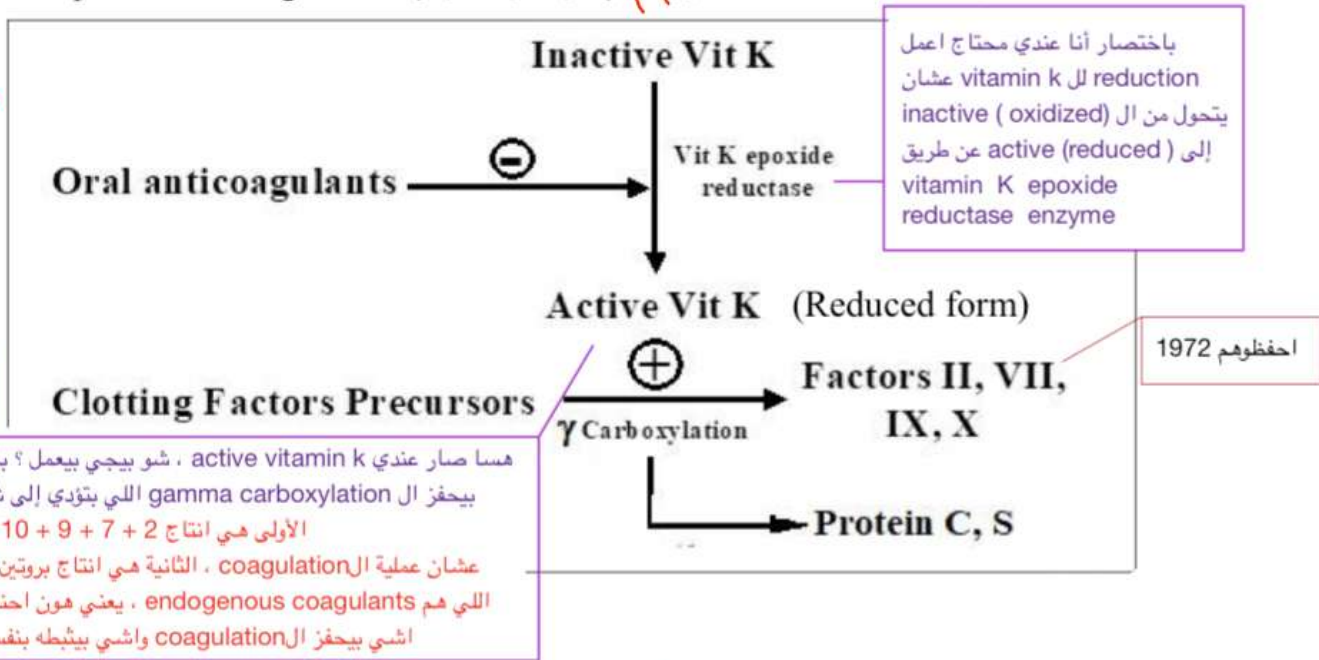 Inactive Vit K
باختصار أنا عندي محتاج اعمل
reduction لل vitamin k عشان
يتحول من ال inactive ( oxidized)
إلى active (reduced ) عن طريق
vitamin K epoxide
reductase enzyme
Oral anticoagulants
Vit K epoxide
reductase
Active Vit K (Reduced form)
احفظوهم 1972
Clotting Factors Precursors
γ Carboxylation
Factors II, VII,
IX, X
Protein C, S
هسا صار عندي active vitamin k ، شو بيجي بيعمل ؟
بيحفز ال gamma carboxylation اللي بتؤدي إلى
الأولى هي انتاج 2 + 7 + 9 + 10
عشان عملية الcoagulation ، الثانية هي انتاج بروتين
اللي هم endogenous coagulants ، يعني هون
اشي بيحفز الcoagulation واشي بيثبطه